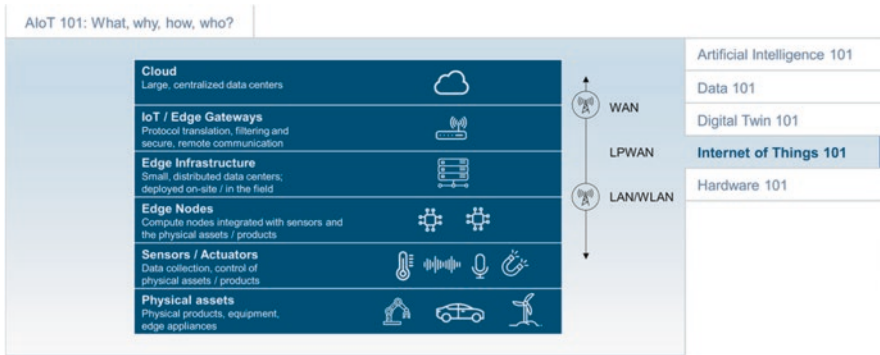 AIoT 101: What, why, how, who?
Cloud
Large, centralized data centers
IoT / Edge Gateways
Protocol translation, filtering and
secure, remote communication
Edge Infrastructure
Small, distributed data centers;
deployed on-site / in the field
Edge Nodes
Compute nodes integrated with sensors and
the physical assets / products
Sensors / Actuators
Data collection, control of
physical assets / products
Physical assets
Physical products, equipment,
edge appliances
WAN
LPWAN
LAN/WLAN
Artificial Intelligence 101
Data 101
Digital Twin 101
Internet of Things 101
Hardware 101